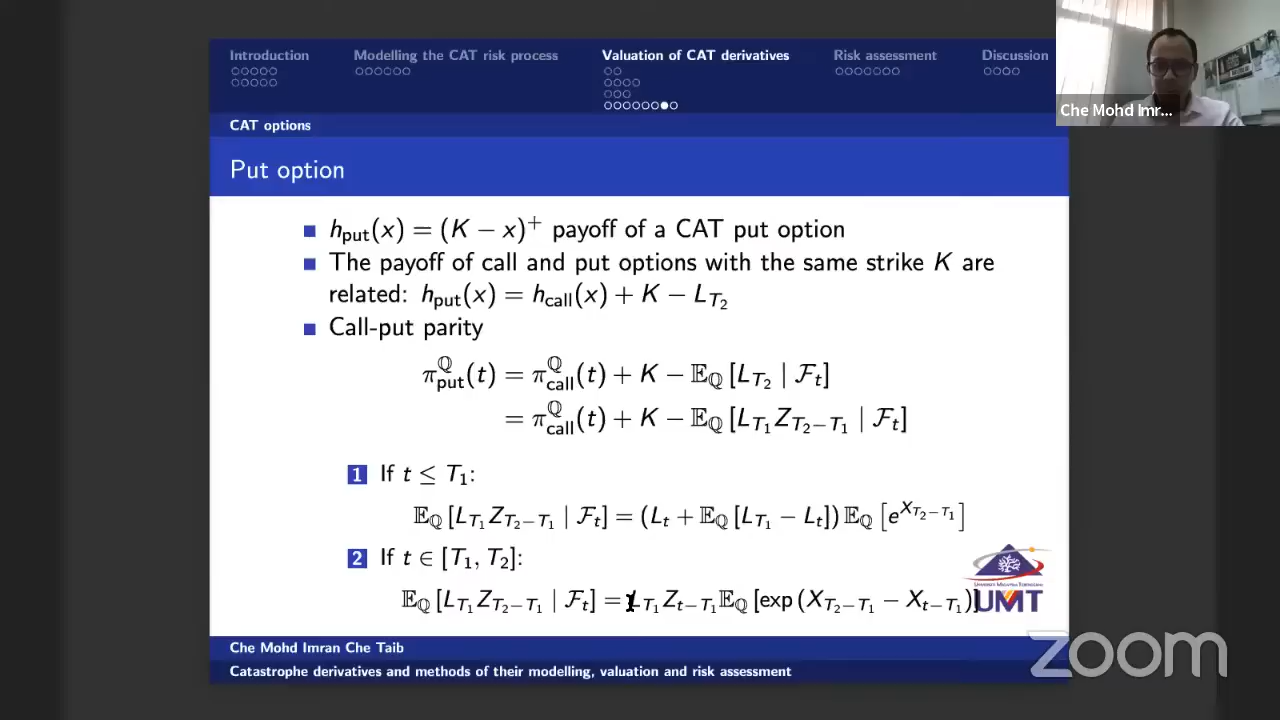 Introduction Modelling the CAT risk process Valuation of CAT derivatives Risk assessment Discussion
Che Mohd Imr...
CAT options
Put option
h_put(x) = (K − x)⁺ payoff of a CAT put option
The payoff of call and put options with the same strike K are
related: h_put(x) = h_call(x) + K − L_{T_2}
Call-put parity
π^ℚ_put(t) = π^ℚ_call(t) + K − 𝔼_ℚ [L_{T_2} | ℱ_t]
= π^ℚ_call(t) + K − 𝔼_ℚ [L_{T_1} Z_{T_2−T_1} | ℱ_t]
1 If t ≤ T_1:
𝔼_ℚ [L_{T_1} Z_{T_2−T_1} | ℱ_t] = (L_t + 𝔼_ℚ [L_{T_1} − L_t]) 𝔼_ℚ [e^{X_{T_2−T_1}}]
2 If t ∈ [T_1, T_2]:
𝔼_ℚ [L_{T_1} Z_{T_2−T_1} | ℱ_t] = L_{T_1} Z_{t−T_1} 𝔼_ℚ [exp (X_{T_2−T_1} − X_{t−T_1})]
UMT
Che Mohd Imran Che Taib
Catastrophe derivatives and methods of their modelling, valuation and risk assessment
zoom